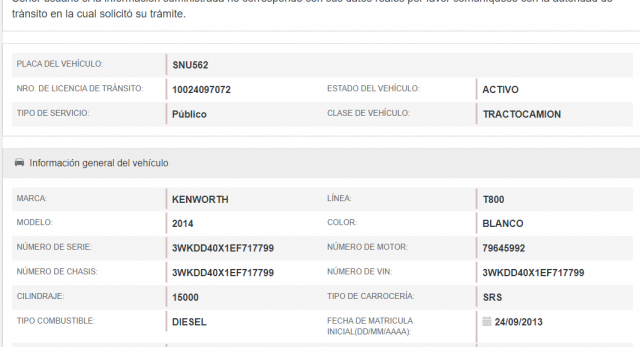 tránsito en la cual solicitó su trámite.
PLACA DEL VEHÍCULO: SNU562
NRO. DE LICENCIA DE TRÁNSITO: 10024097072 ESTADO DEL VEHÍCULO: ACTIVO
TIPO DE SERVICIO: Público CLASE DE VEHÍCULO: TRACTOCAMION
Información general del vehículo
MARCA: KENWORTH LÍNEA: T800
MODELO: 2014 COLOR: BLANCO
NÚMERO DE SERIE: 3WKDD40X1EF717799 NÚMERO DE MOTOR: 79645992
NÚMERO DE CHASIS: 3WKDD40X1EF717799 NÚMERO DE VIN: 3WKDD40X1EF717799
CILINDRAJE: 15000 TIPO DE CARROCERÍA: SRS
TIPO COMBUSTIBLE: DIESEL FECHA DE MATRICULA INICIAL(DD/MM/AAAA): 24/09/2013